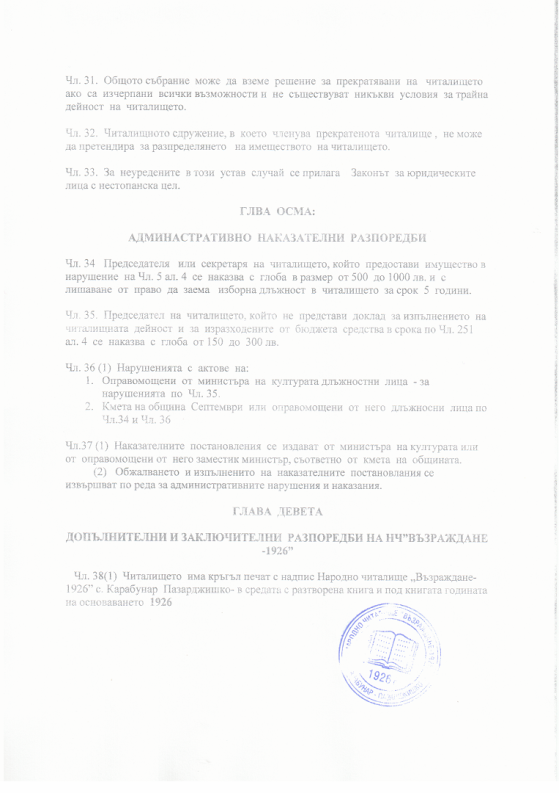 Чл. 31. Общото събрание може да вземе решение за прекратявани на читалището
ако са изчерпани всички възможности и не съществуват никъкви условия за трайна
дейност на читалището.
Чл. 32. Читалищното сдружение, в което членува прекратенота читалище , не може
да претендира за разпределянето на имеществото на читалището.
Чл. 33. За неуредените в този устав случай се прилага Законът за юридическите
лица с нестопанска цел.
ГЛВА ОСМА:
АДМИНАСТРАТИВНО НАКАЗАТЕЛНИ РАЗПОРЕДБИ
Чл. 34 Председателя или секретаря на читалището, който предостави имущество в
нарушение на Чл. 5 ал. 4 се наказва с глоба в размер от 500 до 1000 лв. и с
лишаване от право да заема изборна длъжност в читалището за срок 5 години.
Чл. 35. Председател на читалището, който не представи доклад за изпълнението на
читалищната дейност и за изразходените от бюджета средства в срока по Чл. 251
ал. 4 се наказва с глоба от 150 до 300 лв.
Чл. 36 (1) Нарушенията с актове на:
1. Оправомощени от министъра на културата длъжностни лица - за
нарушенията по Чл. 35.
2. Кмета на община Септември или оправомощени от него длъжносни лица по
Чл.34 и Чл. 36
Чл.37 (1) Наказателните постановления се издават от министъра на културата или
от оправомощени от него заместик министър, съответно от кмета на общината.
(2) Обжалването и изпълнението на наказателните постановлания се
извършват по реда за административните нарушения и наказания.
ГЛАВА ДЕВЕТА
ДОПЪЛНИТЕЛНИ И ЗАКЛЮЧИТЕЛНИ РАЗПОРЕДБИ НА НЧ”ВЪЗРАЖДАНЕ
-1926”
Чл. 38(1) Читалището има кръгъл печат с надпис Народно читалище „Възраждане-
1926” с. Карабунар Пазарджишко- в средата с разтворена книга и под книгата годината
на основаването 1926
1926